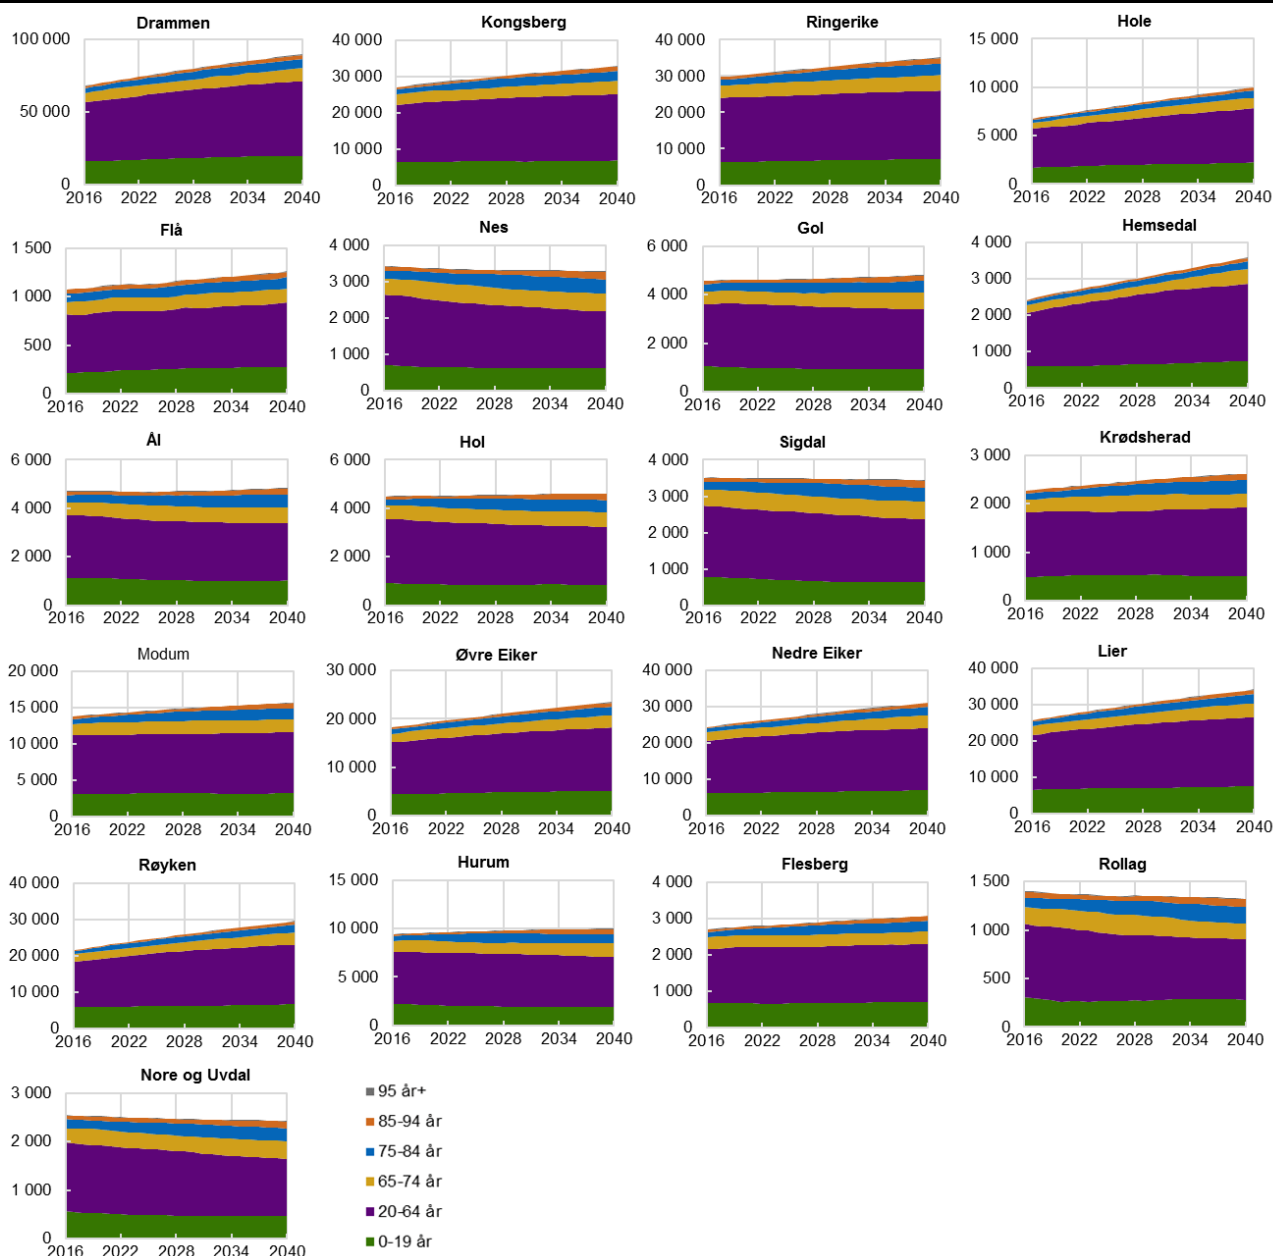 Drammen
100 000
50 000
0
2016 2022 2028 2034 2040
Kongsberg
40 000
30 000
20 000
10 000
0
2016 2022 2028 2034 2040
Ringerike
40 000
30 000
20 000
10 000
0
2016 2022 2028 2034 2040
Hole
15 000
10 000
5 000
0
2016 2022 2028 2034 2040
Flå
1 500
1 000
500
0
2016 2022 2028 2034 2040
Nes
4 000
3 000
2 000
1 000
0
2016 2022 2028 2034 2040
Gol
6 000
4 000
2 000
0
2016 2022 2028 2034 2040
Hemsedal
4 000
3 000
2 000
1 000
0
2016 2022 2028 2034 2040
Ål
6 000
4 000
2 000
0
2016 2022 2028 2034 2040
Hol
6 000
4 000
2 000
0
2016 2022 2028 2034 2040
Sigdal
4 000
3 000
2 000
1 000
0
2016 2022 2028 2034 2040
Krødsherad
3 000
2 000
1 000
0
2016 2022 2028 2034 2040
Modum
20 000
15 000
10 000
5 000
0
2016 2022 2028 2034 2040
Øvre Eiker
30 000
20 000
10 000
0
2016 2022 2028 2034 2040
Nedre Eiker
40 000
30 000
20 000
10 000
0
2016 2022 2028 2034 2040
Lier
40 000
30 000
20 000
10 000
0
2016 2022 2028 2034 2040
Røyken
40 000
30 000
20 000
10 000
0
2016 2022 2028 2034 2040
Hurum
15 000
10 000
5 000
0
2016 2022 2028 2034 2040
Flesberg
4 000
3 000
2 000
1 000
0
2016 2022 2028 2034 2040
Rollag
1 500
1 000
500
0
2016 2022 2028 2034 2040
Nore og Uvdal
3 000
2 000
1 000
0
2016 2022 2028 2034 2040
95 år+
85-94 år
75-84 år
65-74 år
20-64 år
0-19 år